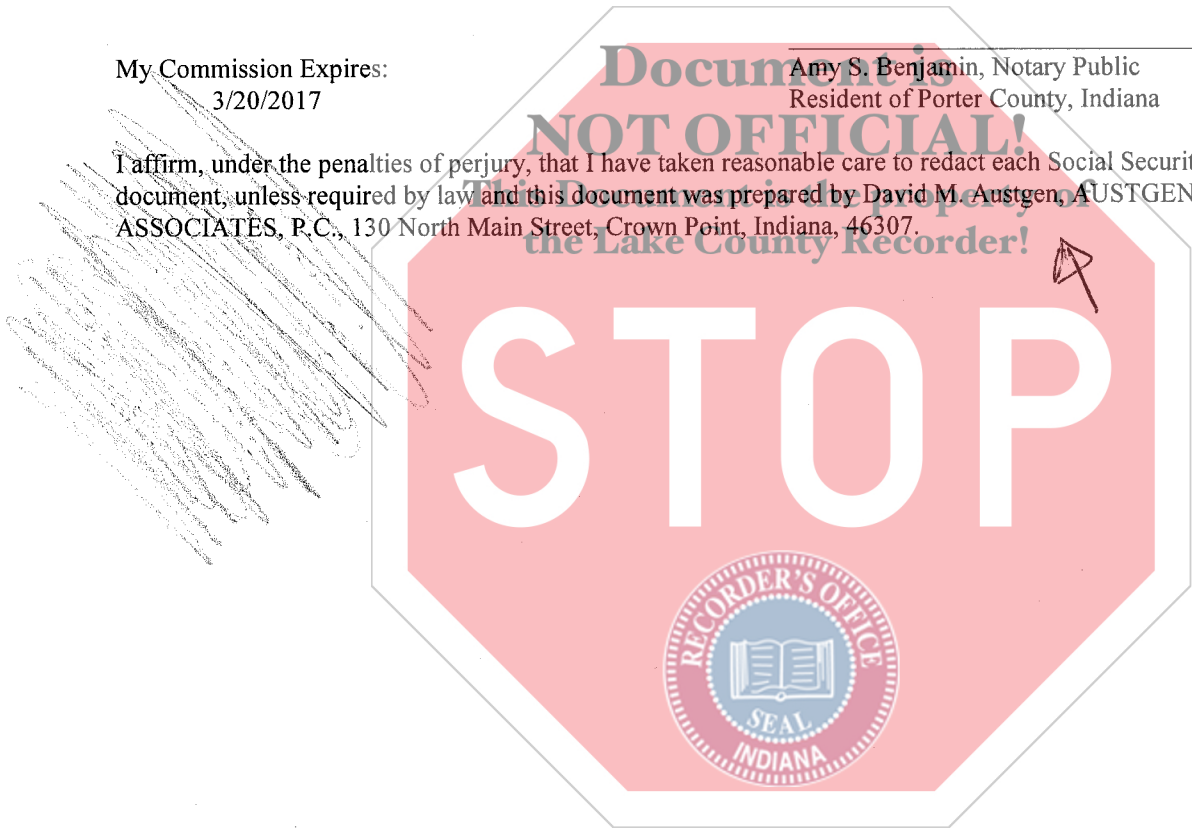 My Commission Expires:
3/20/2017
Amy S. Benjamin, Notary Public
Resident of Porter County, Indiana
Document is
NOT OFFICIAL!
This Document is the property of
the Lake County Recorder!
I affirm, under the penalties of perjury, that I have taken reasonable care to redact each Social Securit
document, unless required by law and this document was prepared by David M. Austgen, AUSTGEN
ASSOCIATES, P.C., 130 North Main Street, Crown Point, Indiana, 46307.
STOP
RECORDER'S OFFICE
SEAL
INDIANA